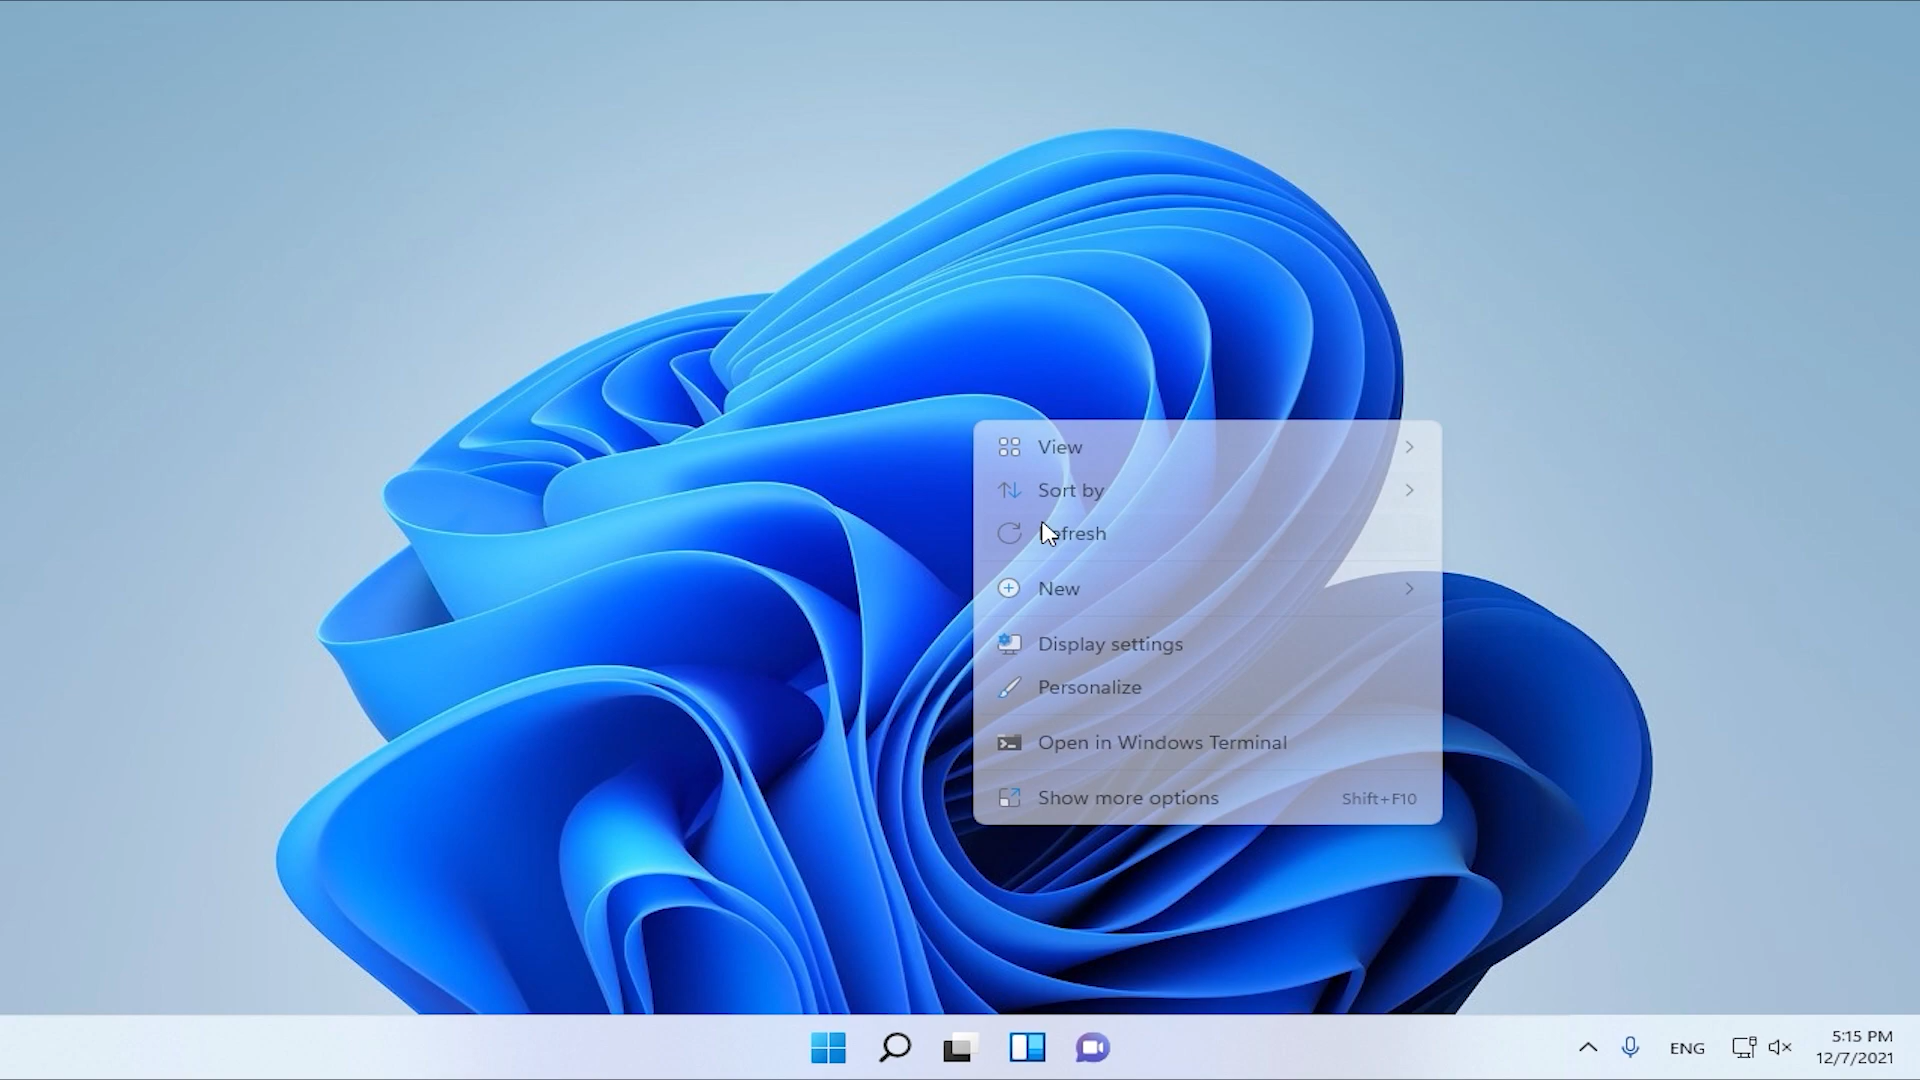 View
Sort by
Refresh
New
Display settings
Personalize
Open in Windows Terminal
Show more options Shift+F10
ENG
5:15 PM
12/7/2021